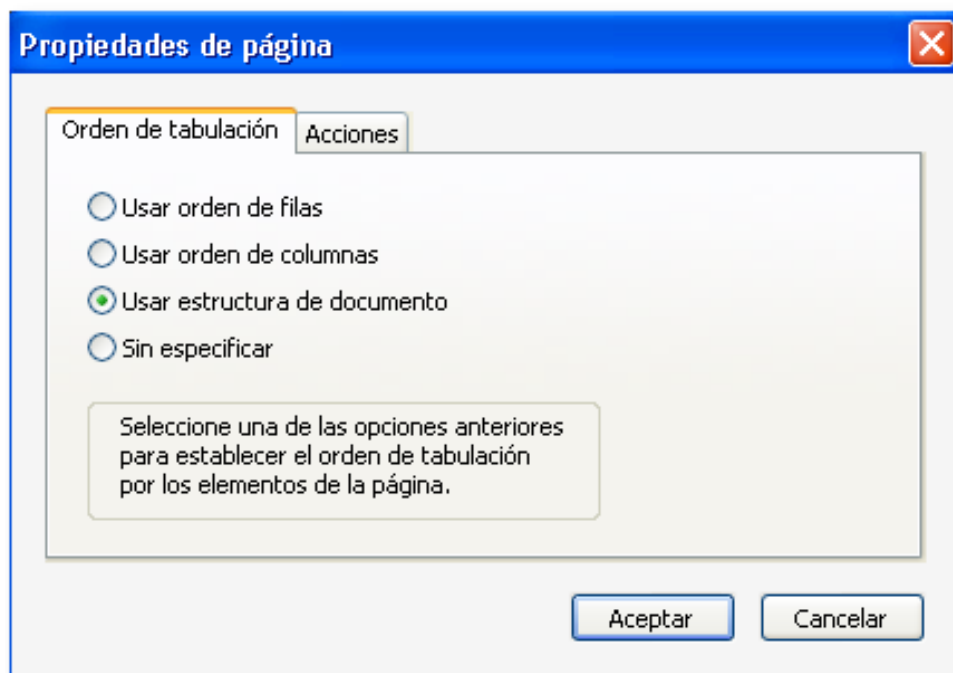 Propiedades de página
Orden de tabulación
Acciones
Usar orden de filas
Usar orden de columnas
Usar estructura de documento
Sin especificar
Seleccione una de las opciones anteriores
para establecer el orden de tabulación
por los elementos de la página.
Aceptar
Cancelar